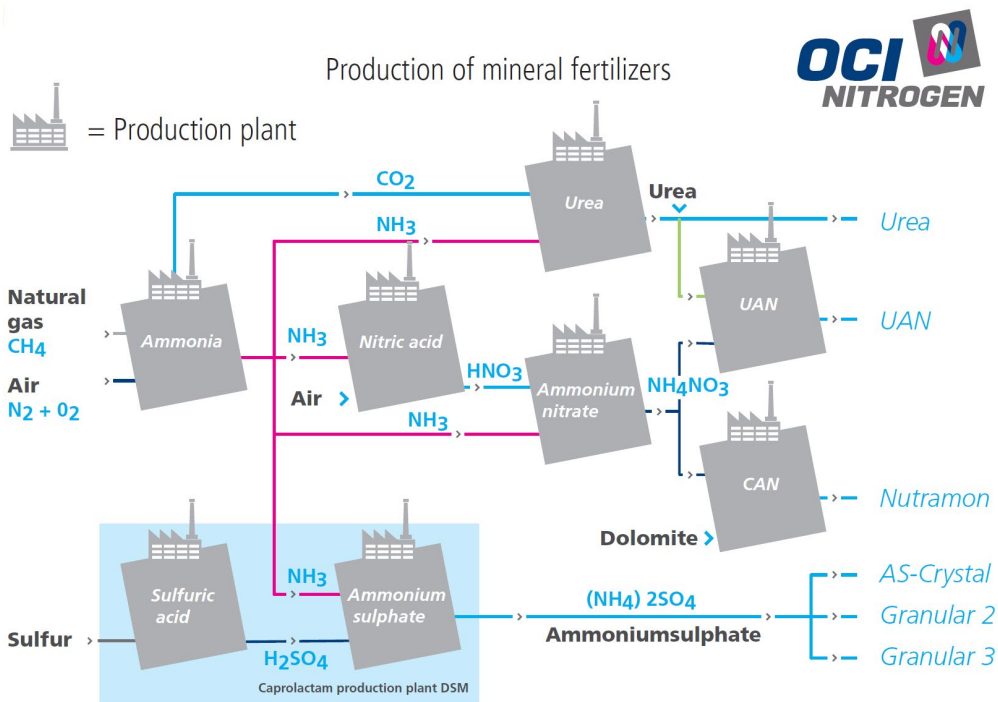 OCI
NITROGEN
Production of mineral fertilizers
= Production plant
CO2
Urea
Urea
Urea
NH3
Natural
gas
CH4
Ammonia
NH3
Nitric acid
UAN
UAN
Air
N2 + 02
Air
HNO3
Ammonium
nitrate
NH4NO3
NH3
CAN
Nutramon
Dolomite
Sulfuric
acid
NH3
Ammonium
sulphate
(NH4) 2SO4
Ammoniumsulphate
AS-Crystal
Granular 2
Granular 3
Sulfur
H2SO4
Caprolactam production plant DSM